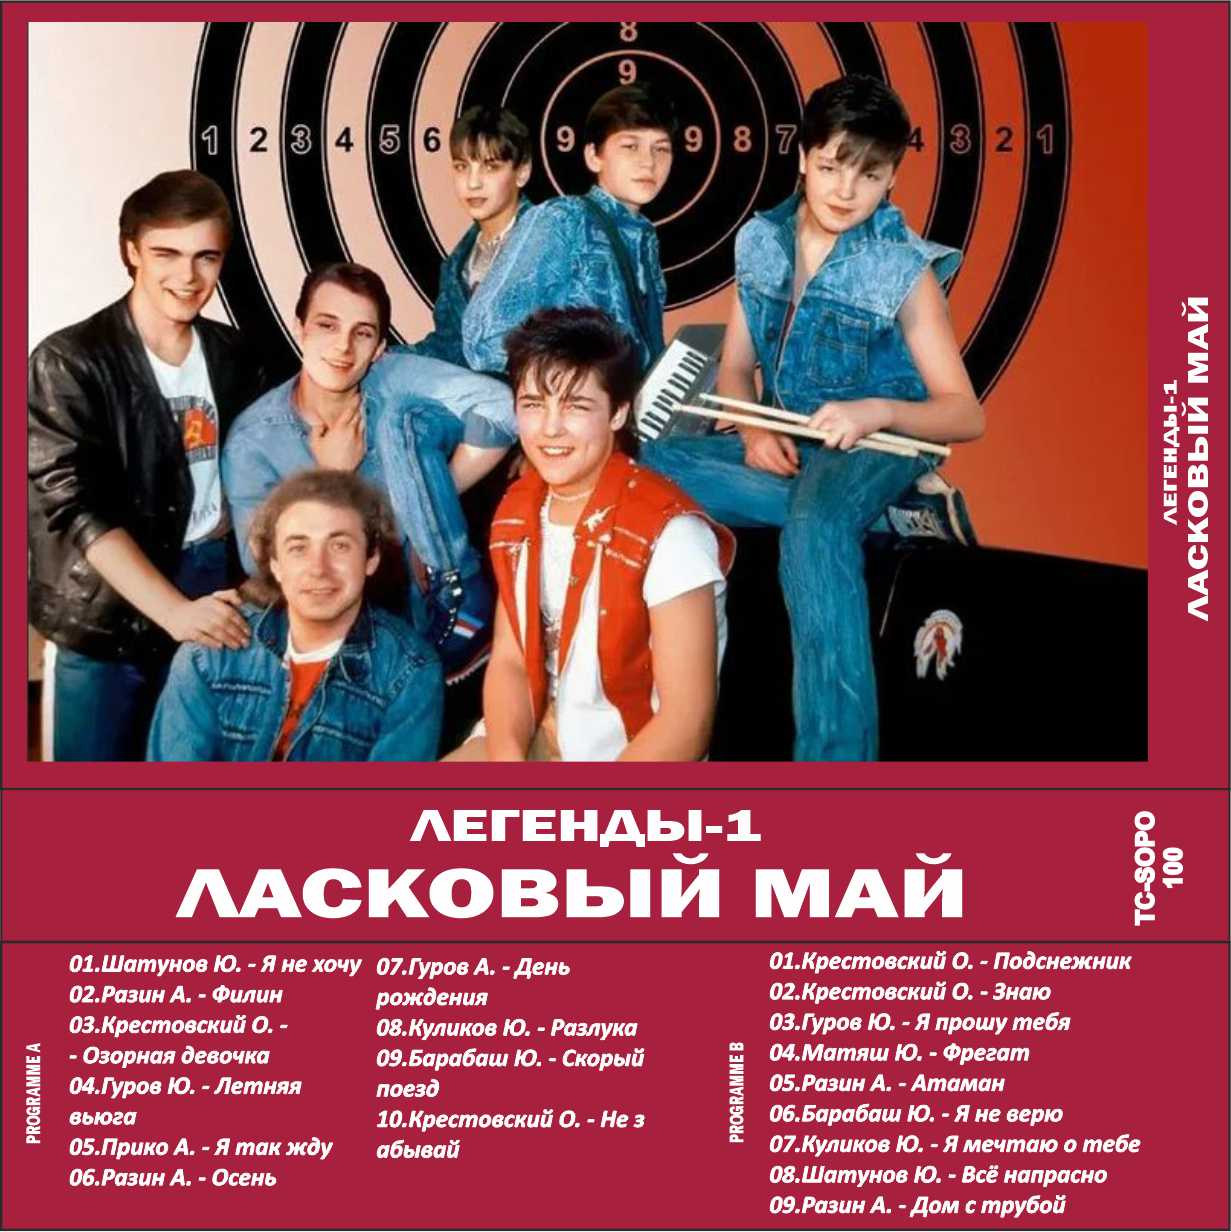 8
9
1 2 3 4 5 6 9 9 8 7 4 3 2 1
ЛЕГЕНДЫ-1
ЛАСКОВЫЙ МАЙ
ЛЕГЕНДЫ-1
ЛАСКОВЫЙ МАЙ
TC-SOPO
100
PROGRAMME A
01.Шатунов Ю. - Я не хочу
02.Разин А. - Филин
03.Крестовский О. -
- Озорная девочка
04.Гуров Ю. - Летняя
вьюга
05.Прико А. - Я так жду
06.Разин А. - Осень
07.Гуров А. - День
рождения
08.Куликов Ю. - Разлука
09.Барабаш Ю. - Скорый
поезд
10.Крестовский О. - Не з
абывай
PROGRAMME B
01.Крестовский О. - Подснежник
02.Крестовский О. - Знаю
03.Гуров Ю. - Я прошу тебя
04.Матяш Ю. - Фрегат
05.Разин А. - Атаман
06.Барабаш Ю. - Я не верю
07.Куликов Ю. - Я мечтаю о тебе
08.Шатунов Ю. - Всё напрасно
09.Разин А. - Дом с трубой